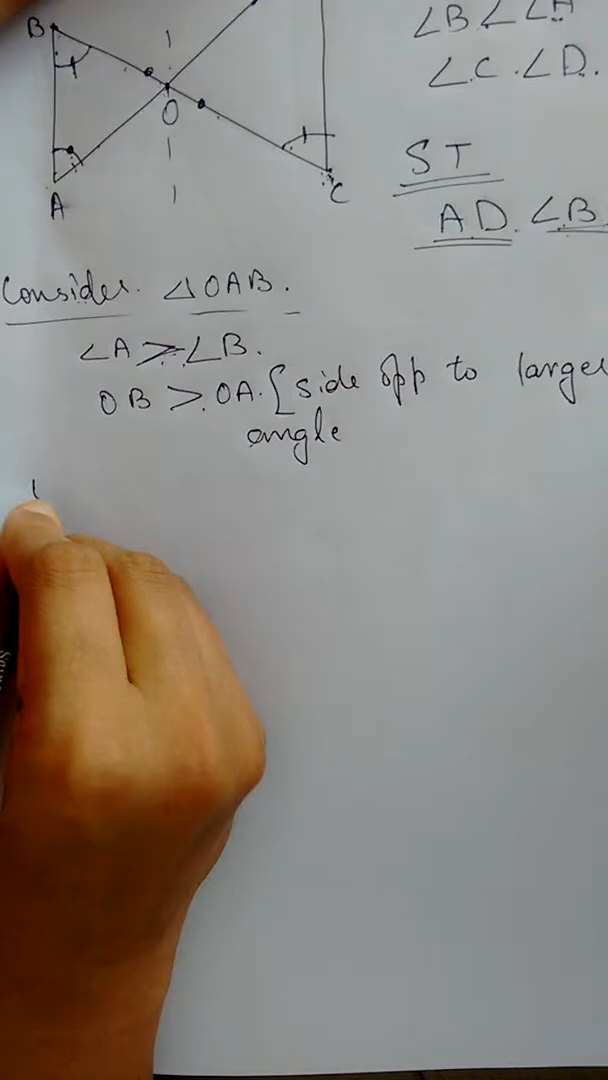 B
∠B < ∠A
∠C . ∠D .
O
S T
A
C
AD . ∠B
Consider . △OAB .
∠A > ∠B .
OB > OA . [ side opp to larger
angle